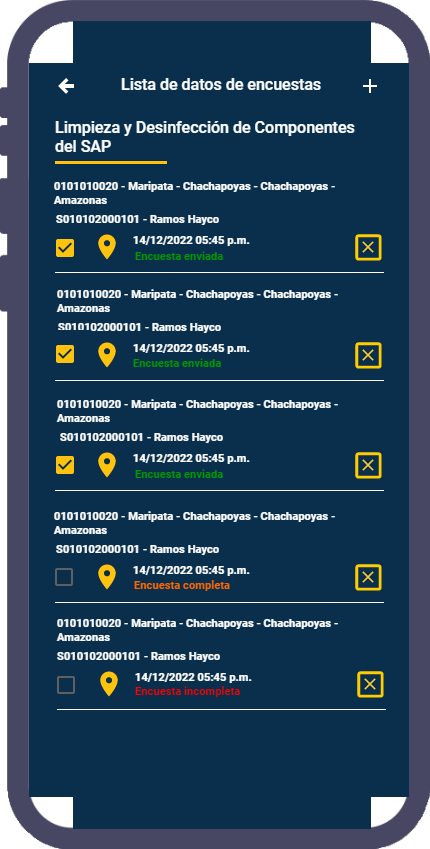 Lista de datos de encuestas
Limpieza y Desinfección de Componentes
del SAP
0101010020 - Maripata - Chachapoyas - Chachapoyas -
Amazonas
S010102000101 - Ramos Hayco
14/12/2022 05:45 p.m.
Encuesta enviada
0101010020 - Maripata - Chachapoyas - Chachapoyas -
Amazonas
S010102000101 - Ramos Hayco
14/12/2022 05:45 p.m.
Encuesta enviada
0101010020 - Maripata - Chachapoyas - Chachapoyas -
Amazonas
S010102000101 - Ramos Hayco
14/12/2022 05:45 p.m.
Encuesta enviada
0101010020 - Maripata - Chachapoyas - Chachapoyas -
Amazonas
S010102000101 - Ramos Hayco
14/12/2022 05:45 p.m.
Encuesta completa
0101010020 - Maripata - Chachapoyas - Chachapoyas -
Amazonas
S010102000101 - Ramos Hayco
14/12/2022 05:45 p.m.
Encuesta incompleta